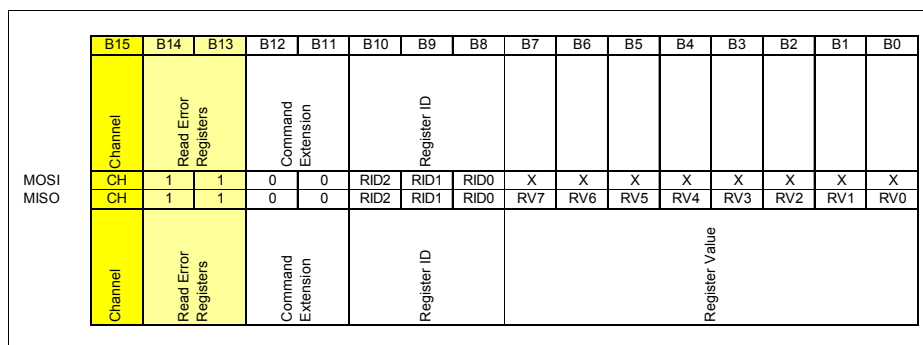 B15 B14 B13 B12 B11 B10 B9 B8 B7 B6 B5 B4 B3 B2 B1 B0
Channel
Read Error
Registers
Command
Extension
Register ID
MOSI CH 1 1 0 0 RID2 RID1 RID0 X X X X X X X X
MISO CH 1 1 0 0 RID2 RID1 RID0 RV7 RV6 RV5 RV4 RV3 RV2 RV1 RV0
Channel
Read Error
Registers
Command
Extension
Register ID
Register Value